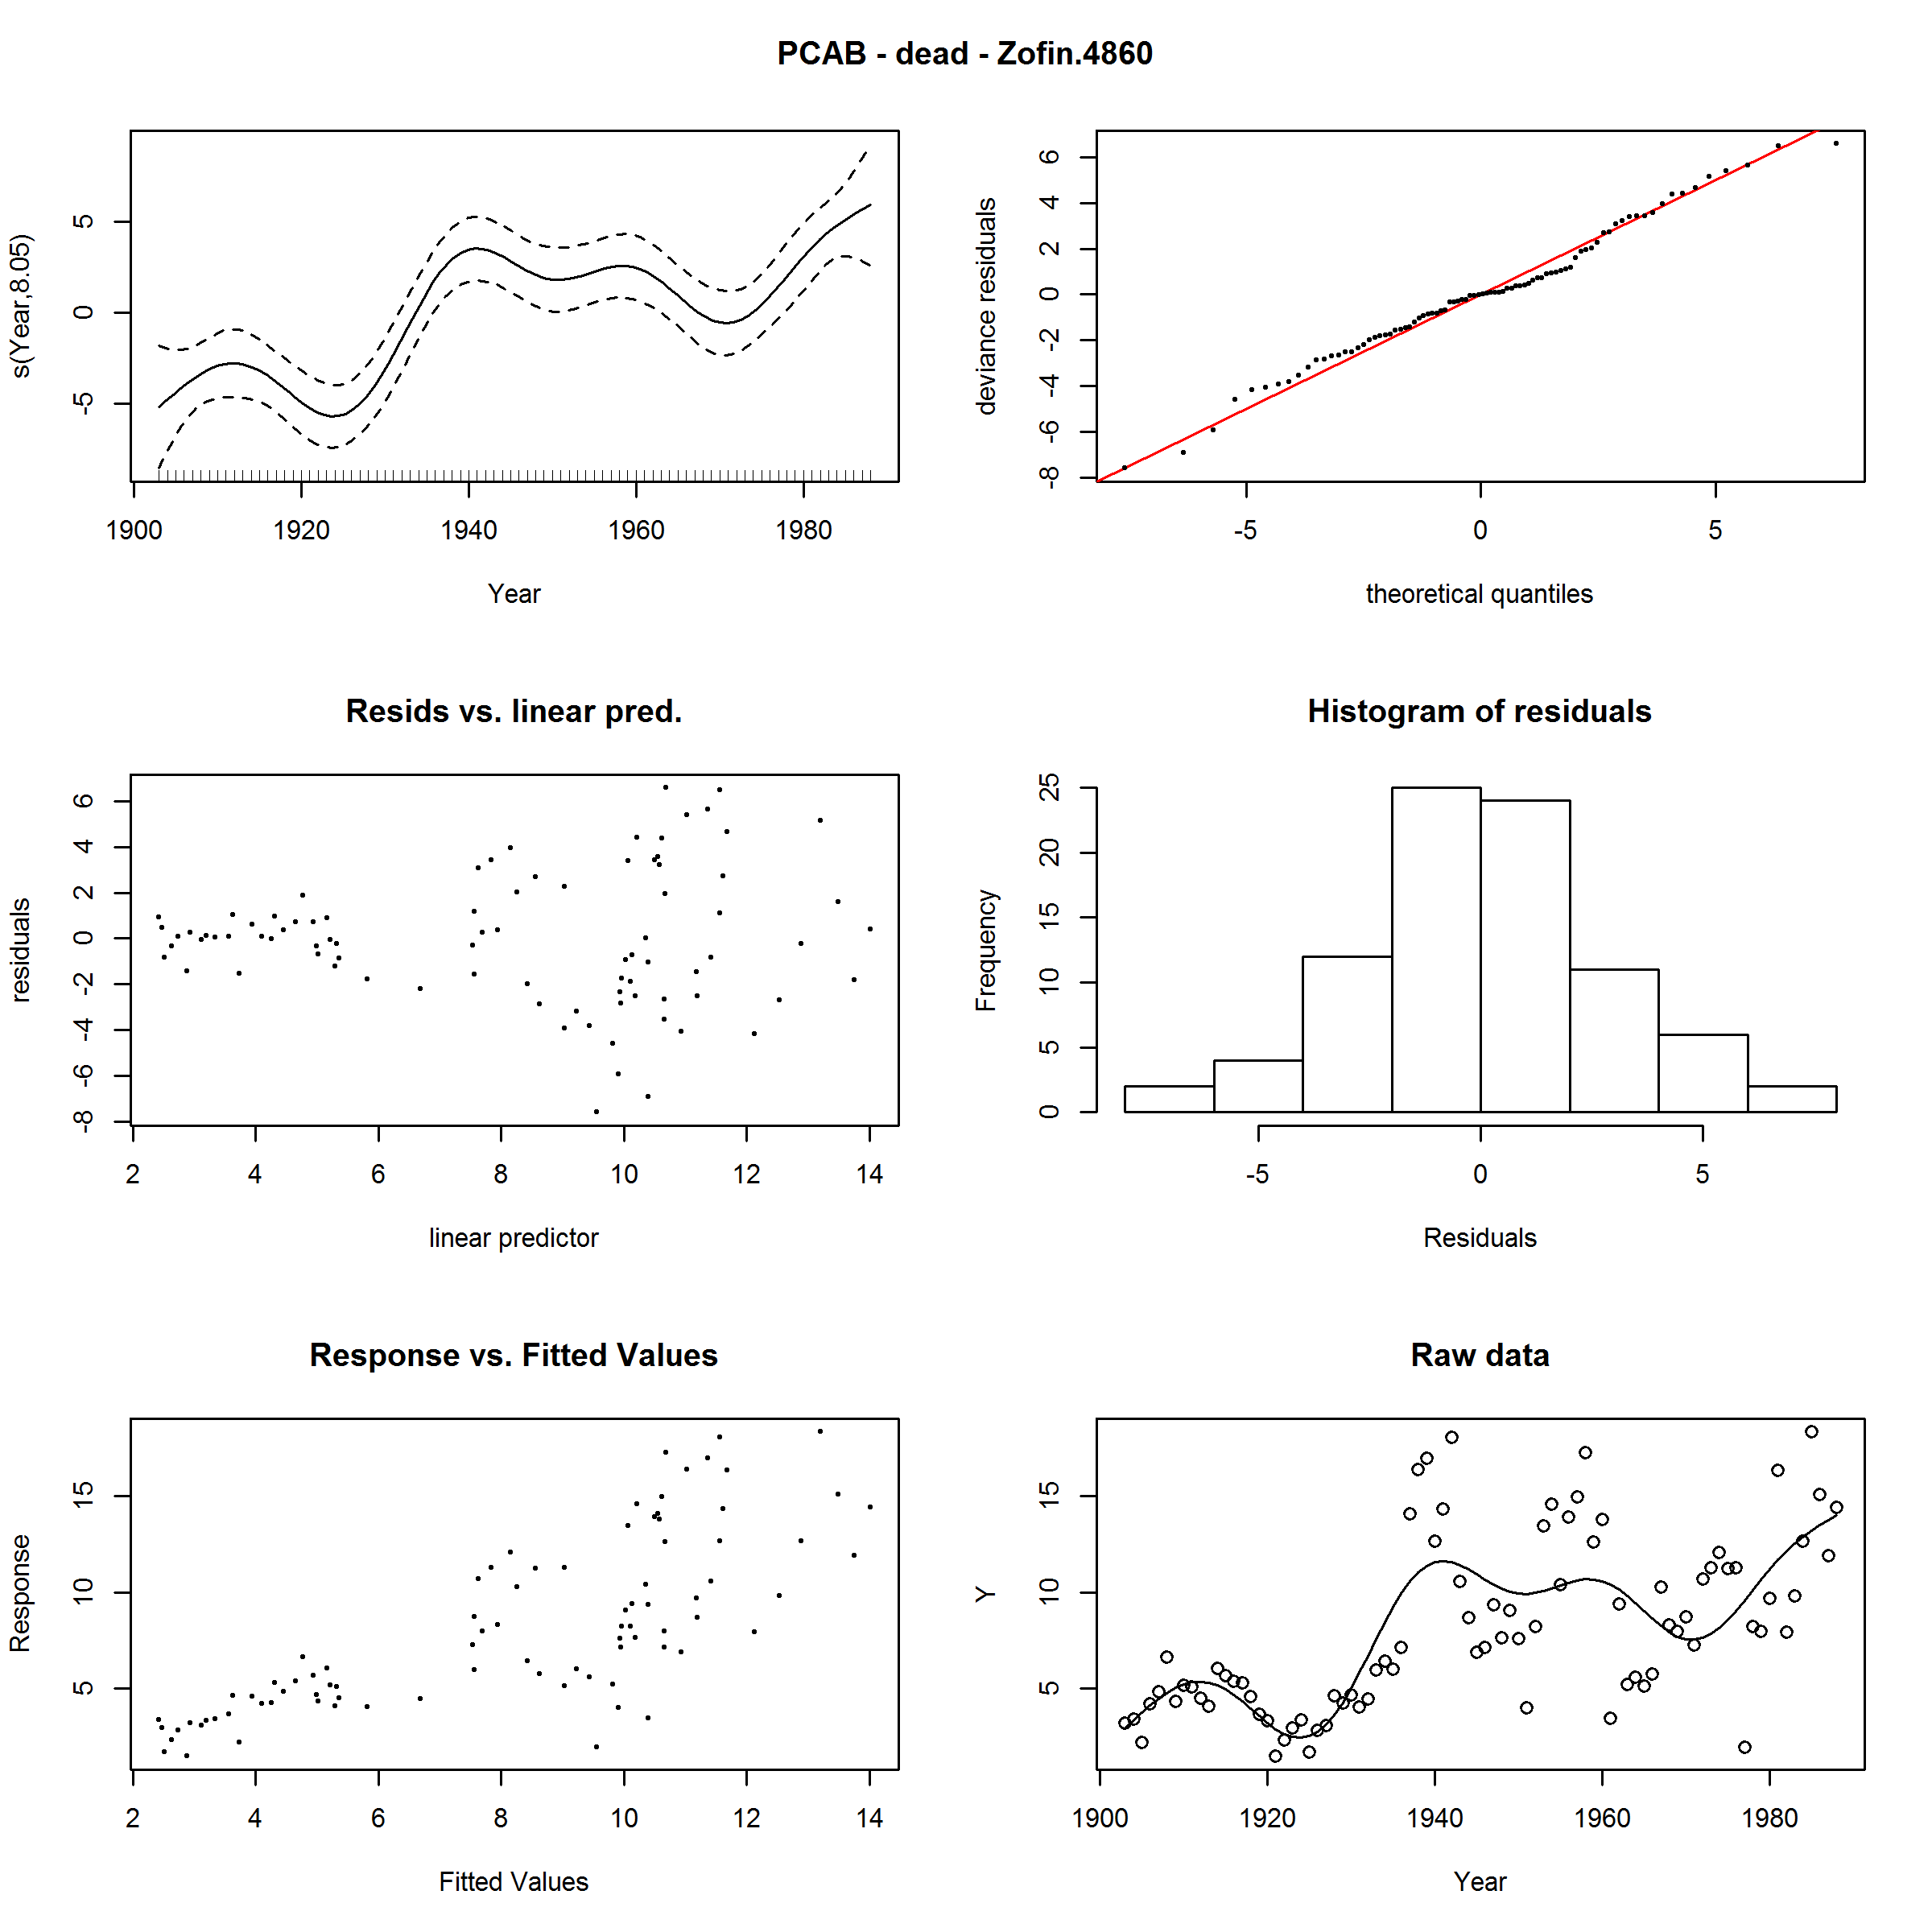 PCAB - dead - Zofin.4860
s(Year,8.05)
5
0
-5
1900 1920 1940 1960 1980
Year
deviance residuals
6
4
2
0
-2
-4
-6
-8
-5 0 5
theoretical quantiles
Resids vs. linear pred.
residuals
6
4
2
0
-2
-4
-6
-8
2 4 6 8 10 12 14
linear predictor
Histogram of residuals
Frequency
25
20
15
10
5
0
-5 0 5
Residuals
Response vs. Fitted Values
Response
15
10
5
2 4 6 8 10 12 14
Fitted Values
Raw data
Y
15
10
5
1900 1920 1940 1960 1980
Year